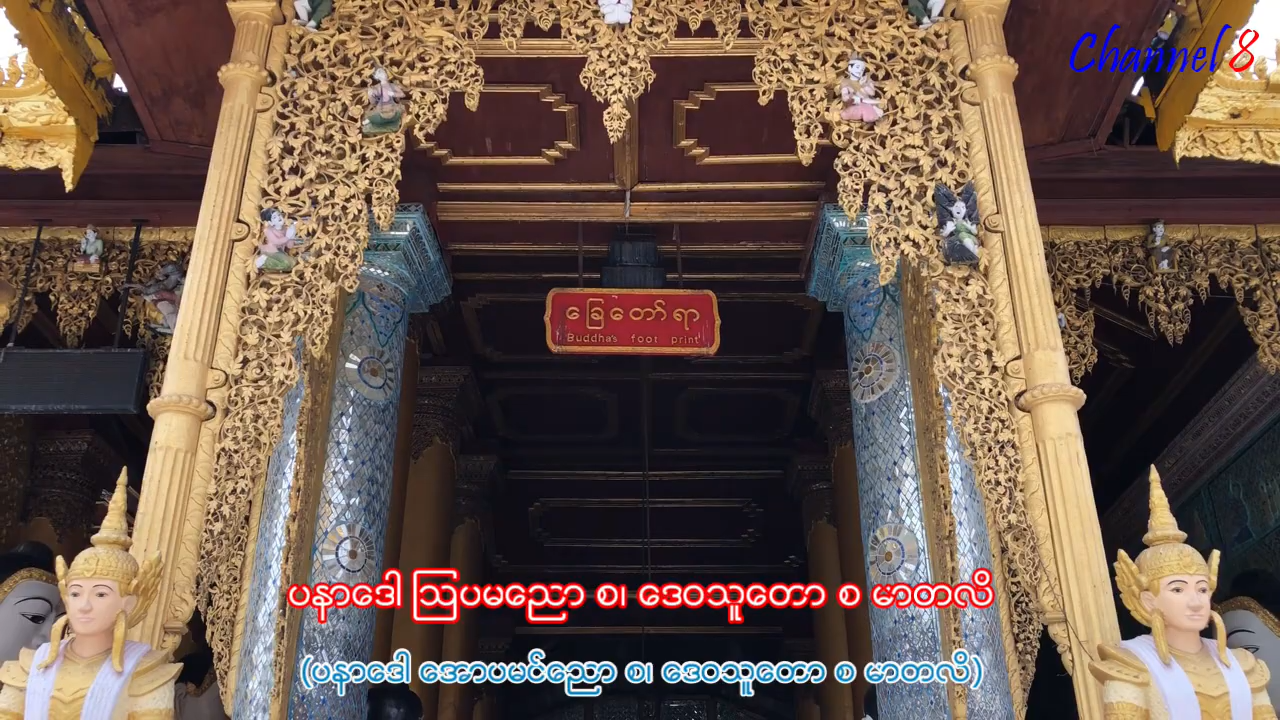 Channel 8
ခြေတော်ရာ
Buddha's foot print
ပနာဒေါ ဩပမညော စ၊ ဒေဝသူတော စ မာတလိ
(ပနာဒေါ အောပမင်ညော စ၊ ဒေဝသူတော စ မာတလိ)